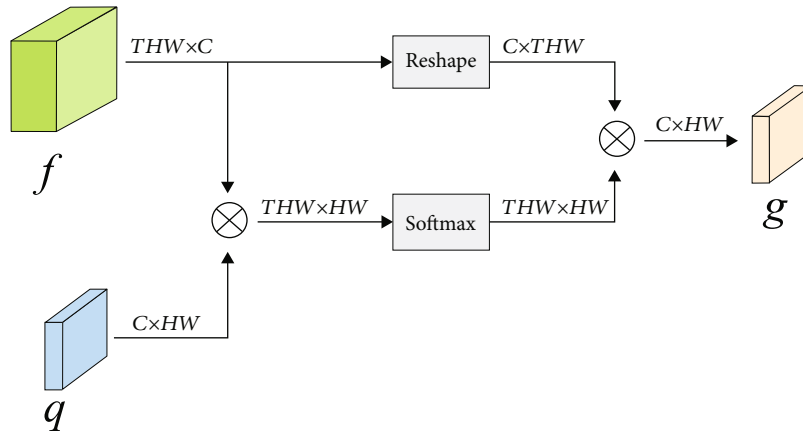 THW×C
Reshape
C×THW
f
C×HW
g
THW×HW
Softmax
THW×HW
C×HW
q